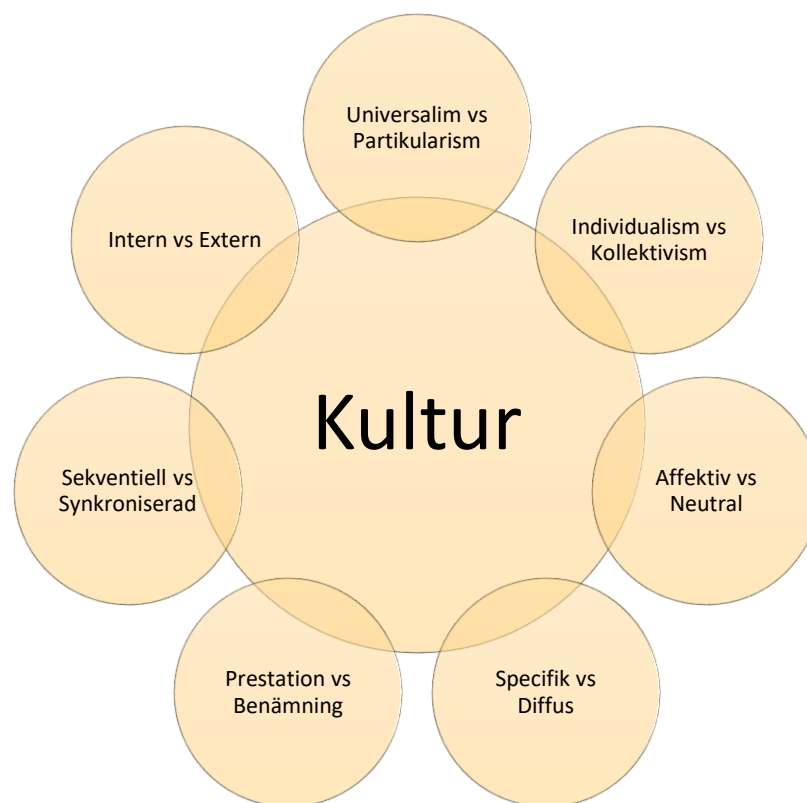 Universalim vs
Partikularism
Individualism vs
Kollektivism
Affektiv vs
Neutral
Specifik vs
Diffus
Prestation vs
Benämning
Sekventiell vs
Synkroniserad
Intern vs Extern
Kultur